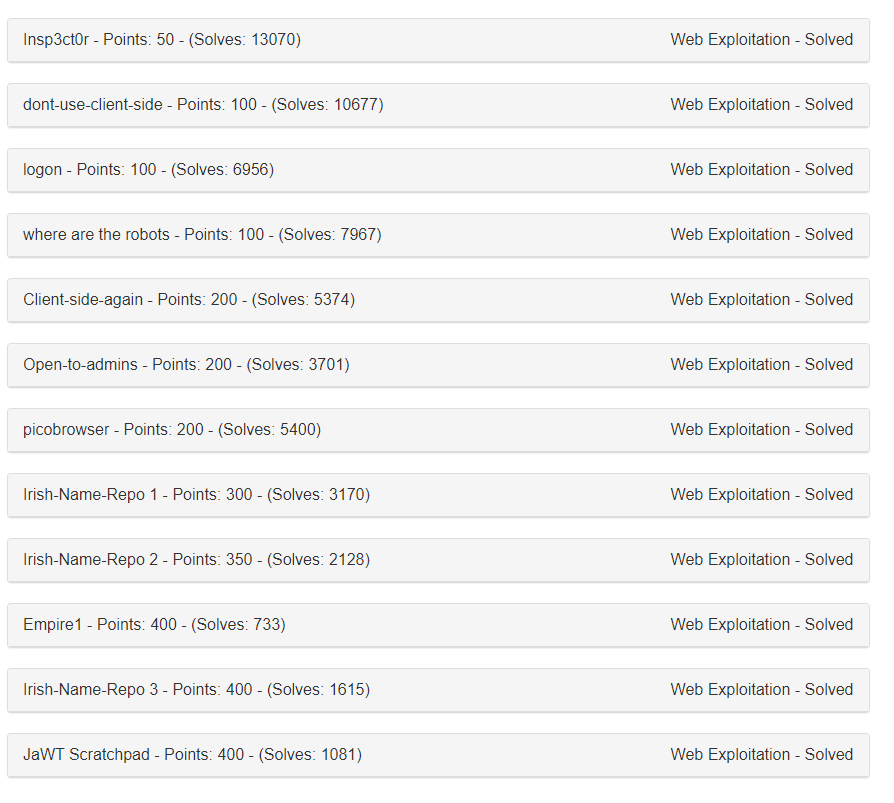 Insp3ct0r - Points: 50 - (Solves: 13070) Web Exploitation - Solved
dont-use-client-side - Points: 100 - (Solves: 10677) Web Exploitation - Solved
logon - Points: 100 - (Solves: 6956) Web Exploitation - Solved
where are the robots - Points: 100 - (Solves: 7967) Web Exploitation - Solved
Client-side-again - Points: 200 - (Solves: 5374) Web Exploitation - Solved
Open-to-admins - Points: 200 - (Solves: 3701) Web Exploitation - Solved
picobrowser - Points: 200 - (Solves: 5400) Web Exploitation - Solved
Irish-Name-Repo 1 - Points: 300 - (Solves: 3170) Web Exploitation - Solved
Irish-Name-Repo 2 - Points: 350 - (Solves: 2128) Web Exploitation - Solved
Empire1 - Points: 400 - (Solves: 733) Web Exploitation - Solved
Irish-Name-Repo 3 - Points: 400 - (Solves: 1615) Web Exploitation - Solved
JaWT Scratchpad - Points: 400 - (Solves: 1081) Web Exploitation - Solved